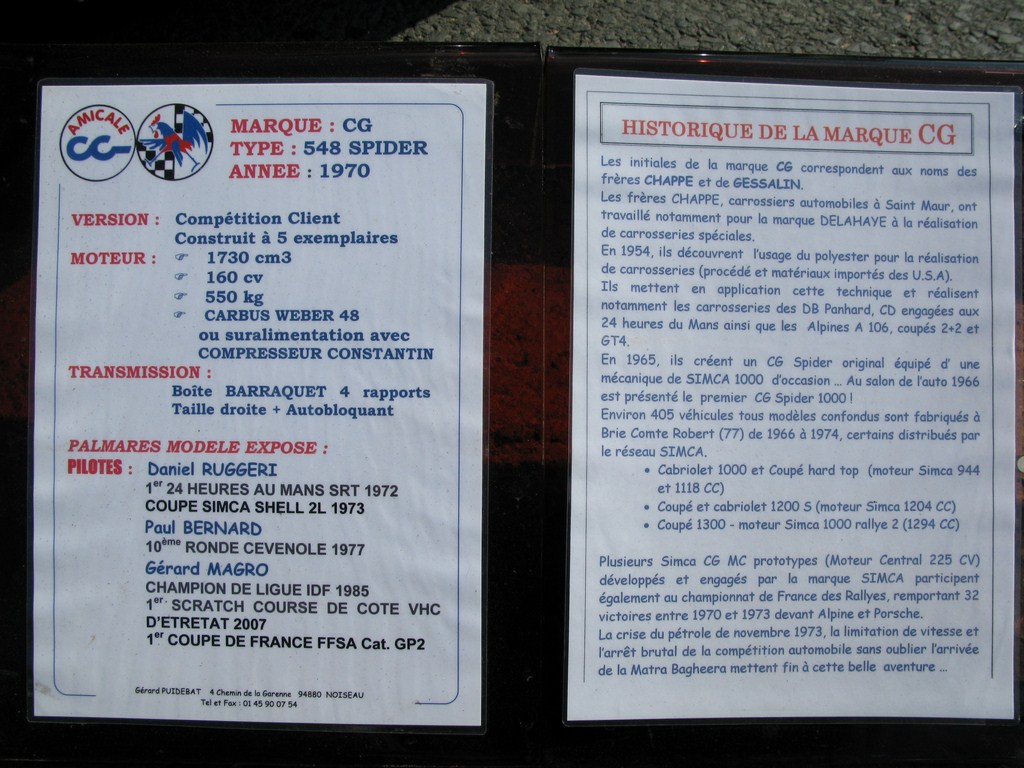 AMICALE
CG
MARQUE : CG
TYPE : 548 SPIDER
ANNEE : 1970
VERSION : Compétition Client
Construit à 5 exemplaires
MOTEUR : ☞ 1730 cm3
☞ 160 cv
☞ 550 kg
☞ CARBUS WEBER 48
ou suralimentation avec
COMPRESSEUR CONSTANTIN
TRANSMISSION :
Boîte BARRAQUET 4 rapports
Taille droite + Autobloquant
PALMARES MODELE EXPOSE :
PILOTES : Daniel RUGGERI
1er 24 HEURES AU MANS SRT 1972
COUPE SIMCA SHELL 2L 1973
Paul BERNARD
10ème RONDE CEVENOLE 1977
Gérard MAGRO
CHAMPION DE LIGUE IDF 1985
1er SCRATCH COURSE DE COTE VHC
D'ETRETAT 2007
1er COUPE DE FRANCE FFSA Cat. GP2
Gérard PUIDEBAT 4 Chemin de la Garenne 94880 NOISEAU
Tel et Fax : 01 45 90 07 54
HISTORIQUE DE LA MARQUE CG
Les initiales de la marque CG correspondent aux noms des
frères CHAPPE et de GESSALIN.
Les frères CHAPPE, carrossiers automobiles à Saint Maur, ont
travaillé notamment pour la marque DELAHAYE à la réalisation
de carrosseries spéciales.
En 1954, ils découvrent l'usage du polyester pour la réalisation
de carrosseries (procédé et matériaux importés des U.S.A).
Ils mettent en application cette technique et réalisent
notamment les carrosseries des DB Panhard, CD engagées aux
24 heures du Mans ainsi que les Alpines A 106, coupés 2+2 et
GT4.
En 1965, ils créent un CG Spider original équipé d' une
mécanique de SIMCA 1000 d'occasion ... Au salon de l'auto 1966
est présenté le premier CG Spider 1000 !
Environ 405 véhicules tous modèles confondus sont fabriqués à
Brie Comte Robert (77) de 1966 à 1974, certains distribués par
le réseau SIMCA.
• Cabriolet 1000 et Coupé hard top (moteur Simca 944
et 1118 CC)
• Coupé et cabriolet 1200 S (moteur Simca 1204 CC)
• Coupé 1300 - moteur Simca 1000 rallye 2 (1294 CC)
Plusieurs Simca CG MC prototypes (Moteur Central 225 CV)
développés et engagés par la marque SIMCA participent
également au championnat de France des Rallyes, remportant 32
victoires entre 1970 et 1973 devant Alpine et Porsche.
La crise du pétrole de novembre 1973, la limitation de vitesse et
l'arrêt brutal de la compétition automobile sans oublier l'arrivée
de la Matra Bagheera mettent fin à cette belle aventure ...